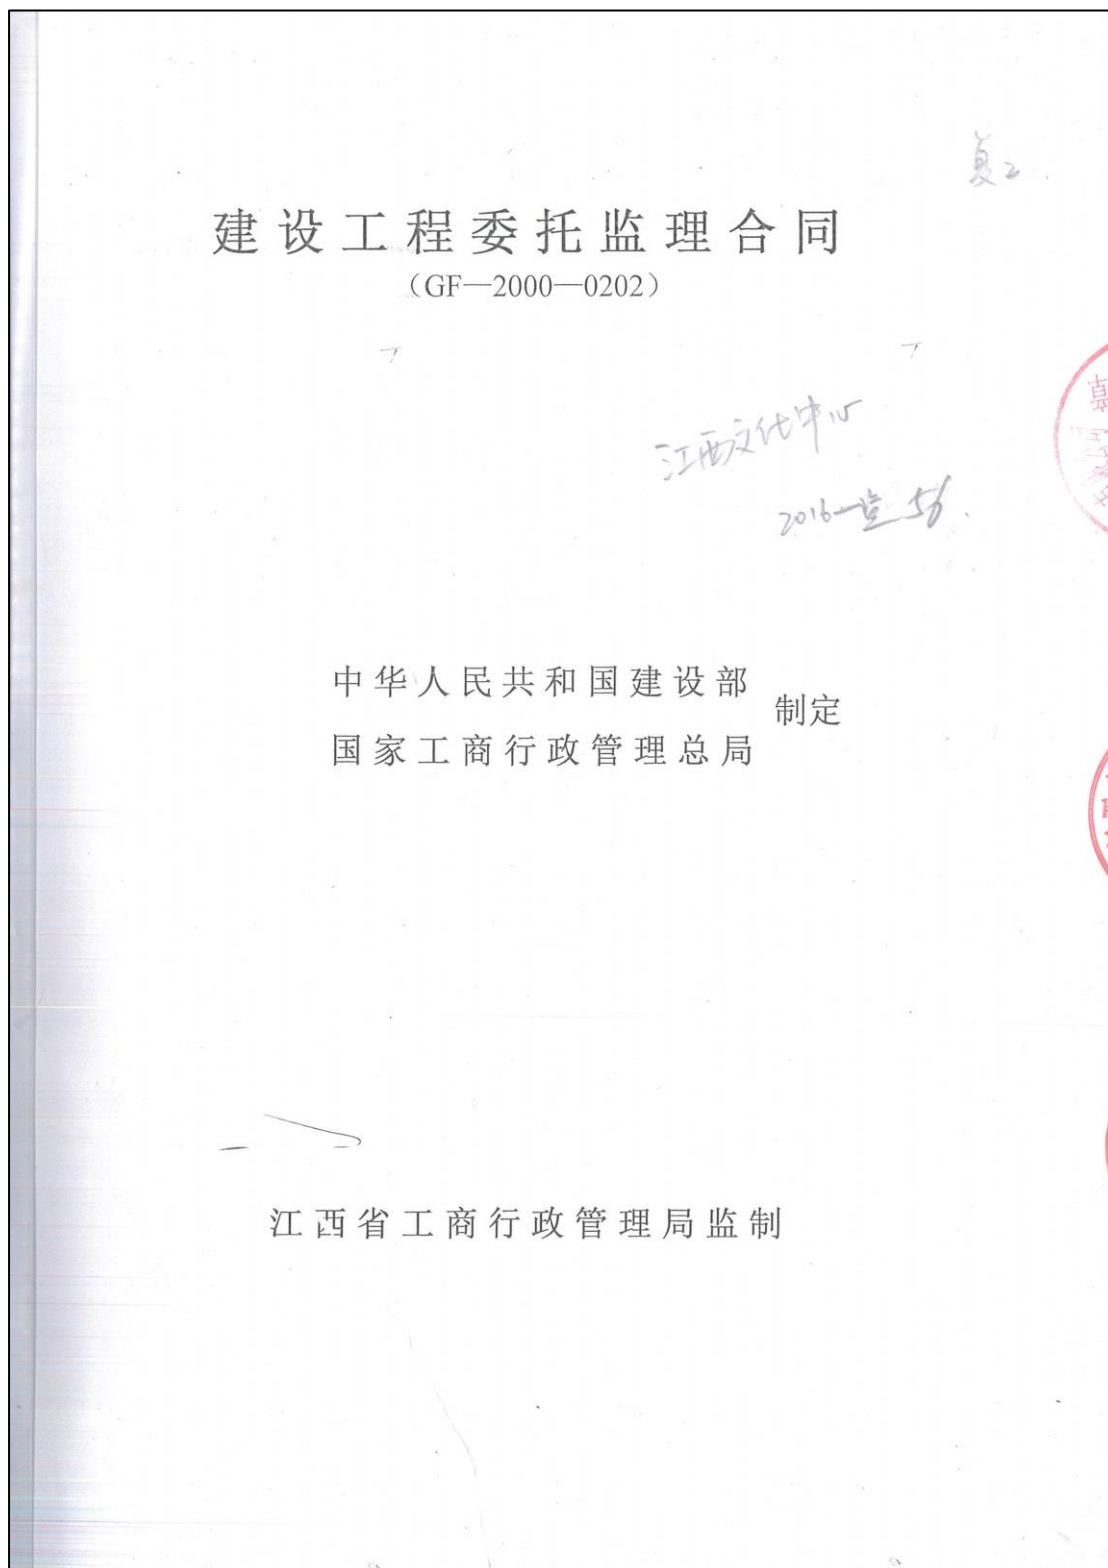 建设工程委托监理合同
（GF—2000—0202）
江西文化中心
中华人民共和国建设部
国家工商行政管理总局
制定
江西省工商行政管理局监制